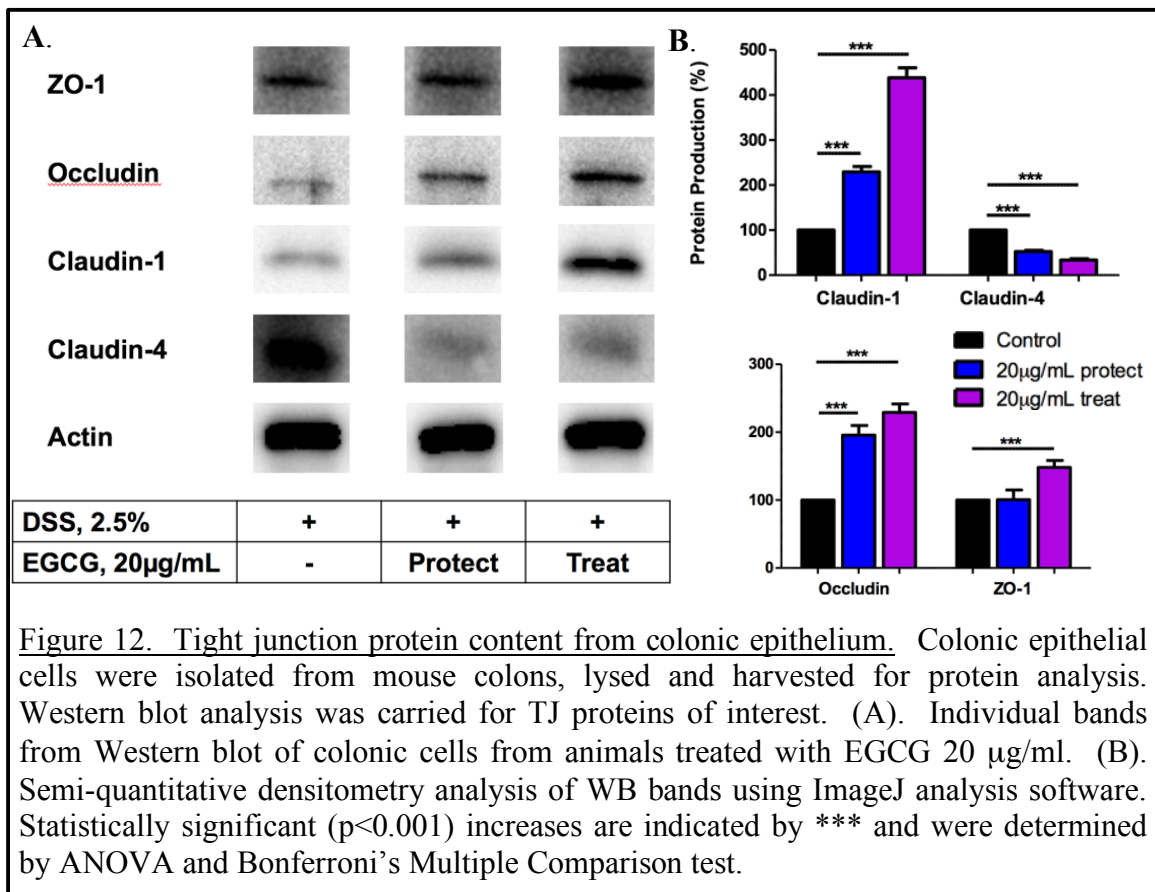 A.
ZO-1
Occludin
Claudin-1
Claudin-4
Actin
DSS, 2.5% + + +
EGCG, 20µg/mL - Protect Treat
B.
Protein Production (%)
500
400
300
200
100
0
*** *** *** ***
Claudin-1 Claudin-4
Control
20µg/mL protect
20µg/mL treat
300
200
100
0
*** *** ***
Occludin ZO-1
Figure 12. Tight junction protein content from colonic epithelium. Colonic epithelial
cells were isolated from mouse colons, lysed and harvested for protein analysis.
Western blot analysis was carried for TJ proteins of interest. (A). Individual bands
from Western blot of colonic cells from animals treated with EGCG 20 µg/ml. (B).
Semi-quantitative densitometry analysis of WB bands using ImageJ analysis software.
Statistically significant (p<0.001) increases are indicated by *** and were determined
by ANOVA and Bonferroni's Multiple Comparison test.